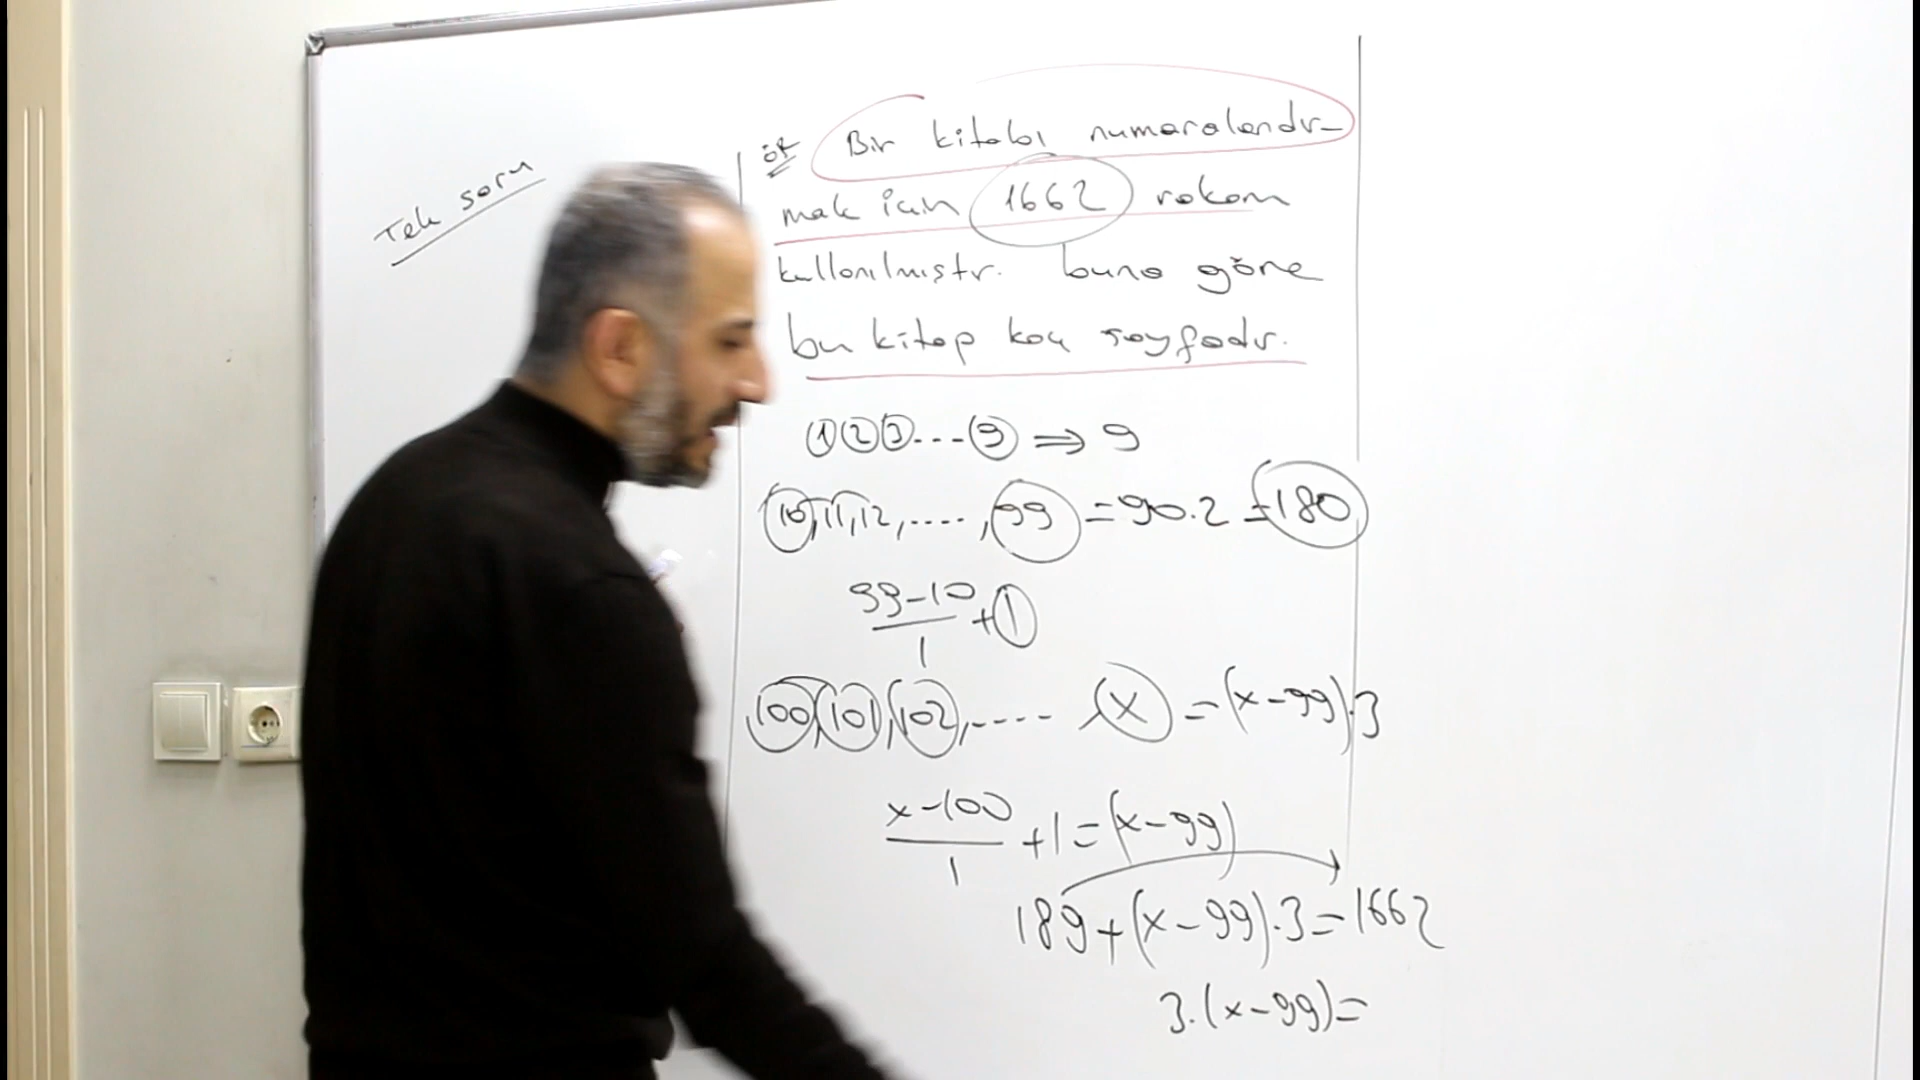 Tek soru
ör Bir kitabı numaralandır-
mak için 1662 rakam
kullanılmıştır. buna göre
bu kitap kaç sayfadır.
1 2 3 ... 9 ⇒ 9
10, 11, 12, ...., 99 = 90.2 = 180
99-10/1 + 1
100, 101, 102, ...., x = (x-99).3
x-100/1 + 1 = (x-99)
189+(x-99).3=1662
3.(x-99)=